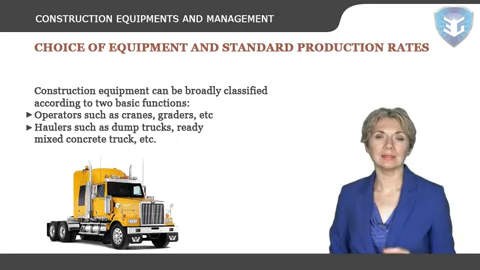 CONSTRUCTION EQUIPMENTS AND MANAGEMENT
CHOICE OF EQUIPMENT AND STANDARD PRODUCTION RATES
Construction equipment can be broadly classified
according to two basic functions:
Operators such as cranes, graders, etc
Haulers such as dump trucks, ready
mixed concrete truck, etc.